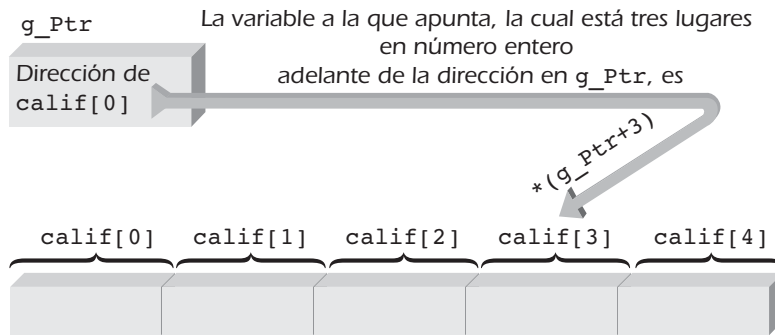 g_Ptr
La variable a la que apunta, la cual está tres lugares
en número entero
adelante de la dirección en g_Ptr, es
Dirección de
calif[0]
*(g_Ptr+3)
calif[0] calif[1] calif[2] calif[3] calif[4]